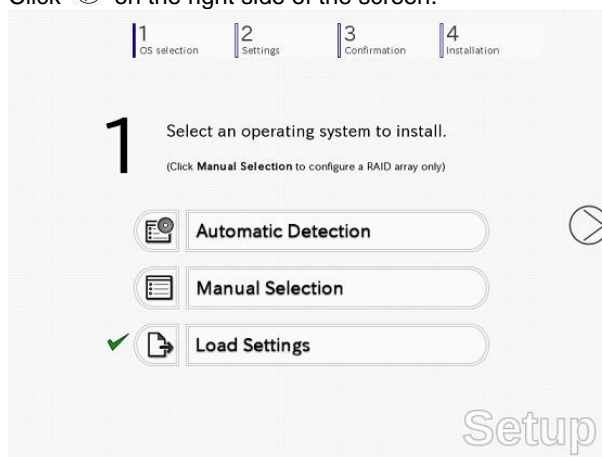 Click on the right side of the screen.
1 2 3 4
OS selection Settings Confirmation Installation
1 Select an operating system to install.
(Click Manual Selection to configure a RAID array only)
Automatic Detection
Manual Selection
Load Settings
Setup